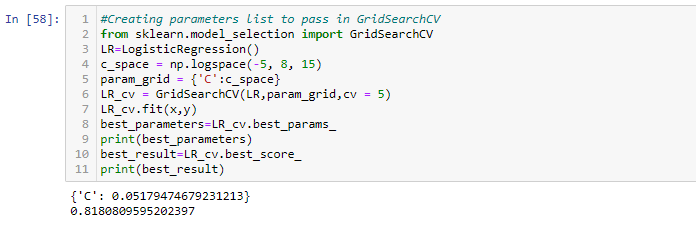 In [58]:
1 #Creating parameters list to pass in GridSearchCV
2 from sklearn.model_selection import GridSearchCV
3 LR=LogisticRegression()
4 c_space = np.logspace(-5, 8, 15)
5 param_grid = {'C':c_space}
6 LR_cv = GridSearchCV(LR,param_grid,cv = 5)
7 LR_cv.fit(x,y)
8 best_parameters=LR_cv.best_params_
9 print(best_parameters)
10 best_result=LR_cv.best_score_
11 print(best_result)
{'C': 0.05179474679231213}
0.8180809595202397